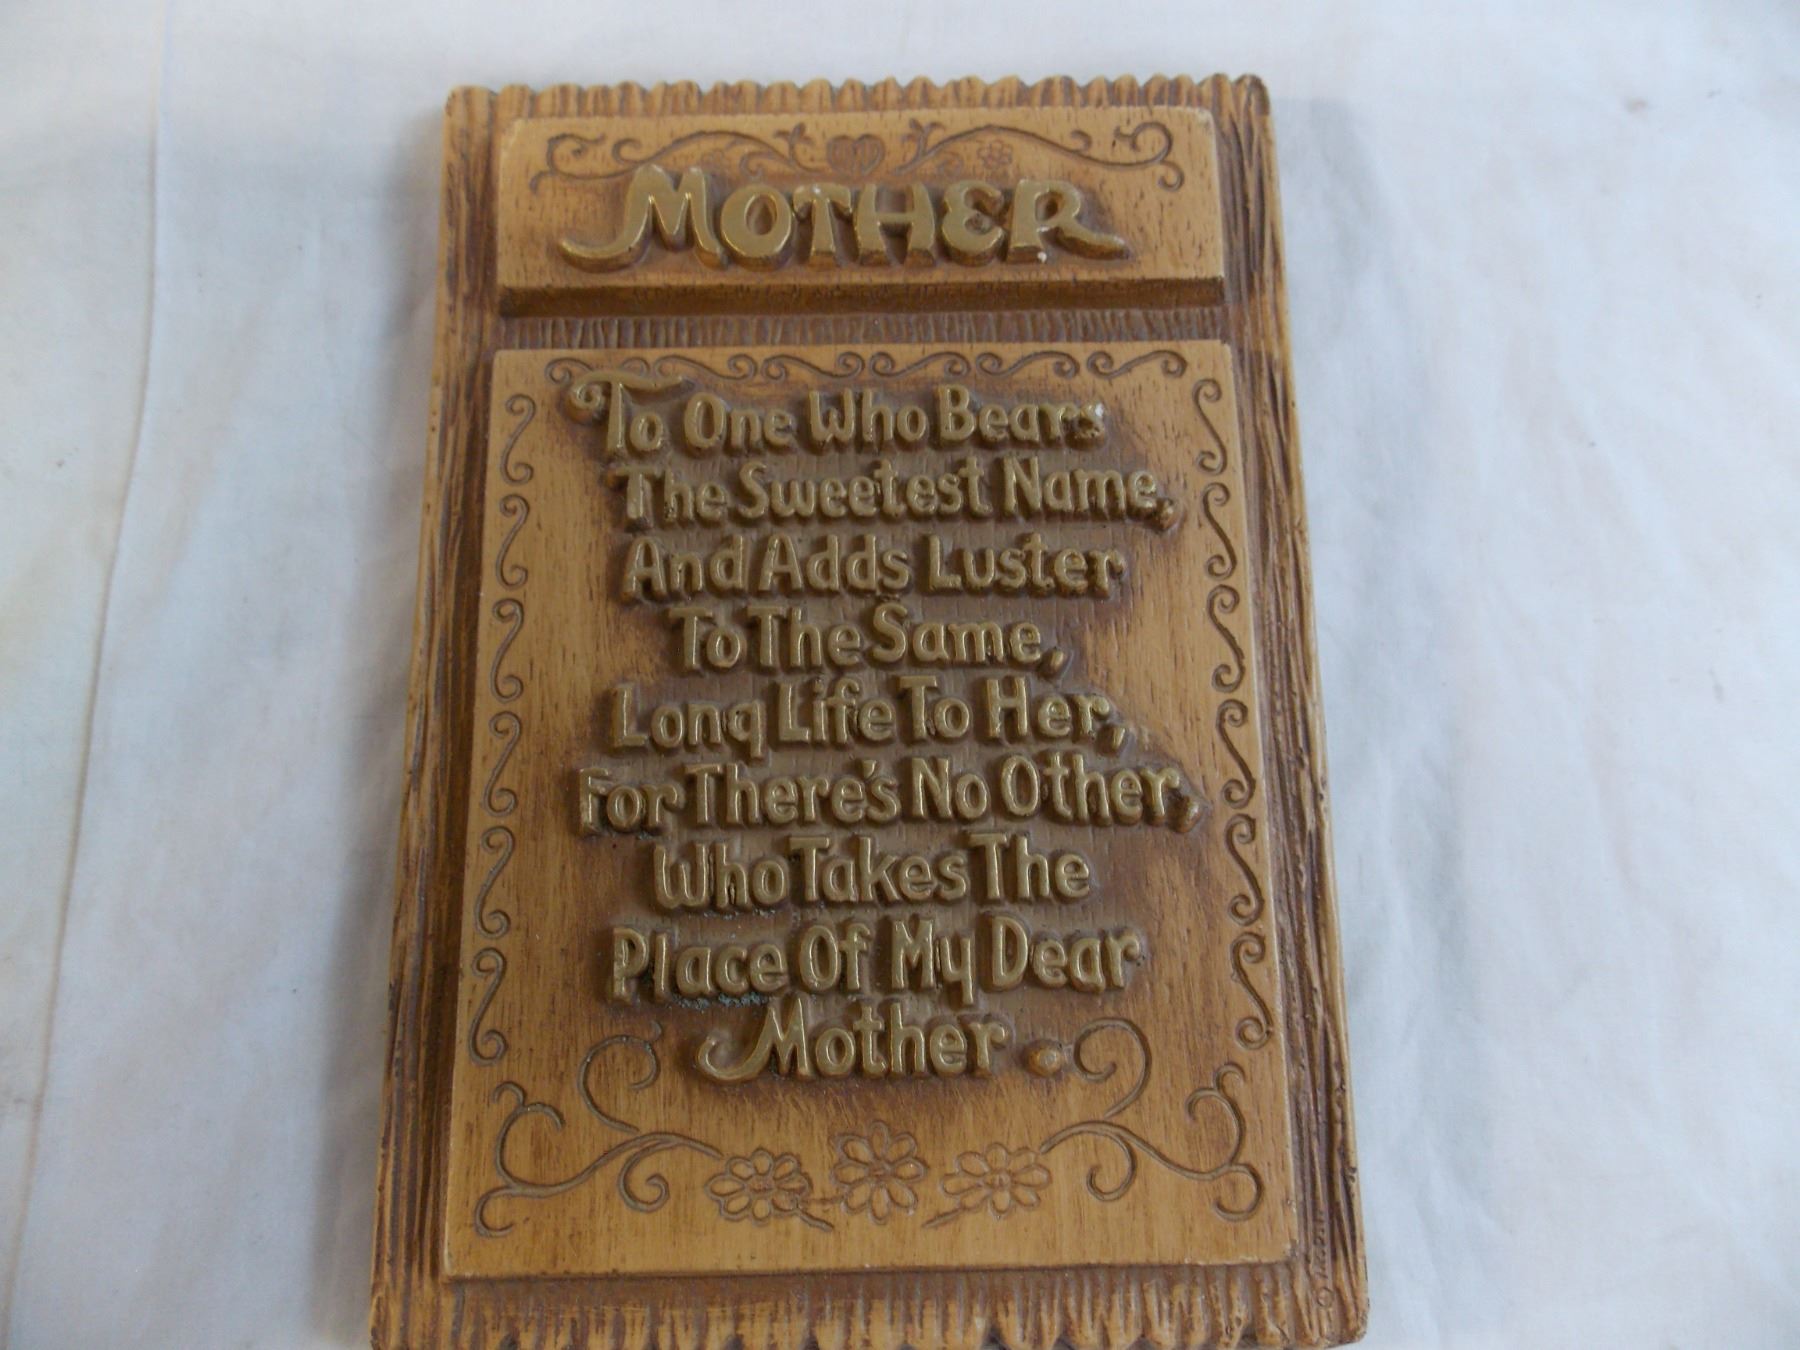 MOTHER
To One Who Bears
The Sweetest Name,
And Adds Luster
To The Same,
Long Life To Her,
For There's No Other,
Who Takes The
Place Of My Dear
Mother.